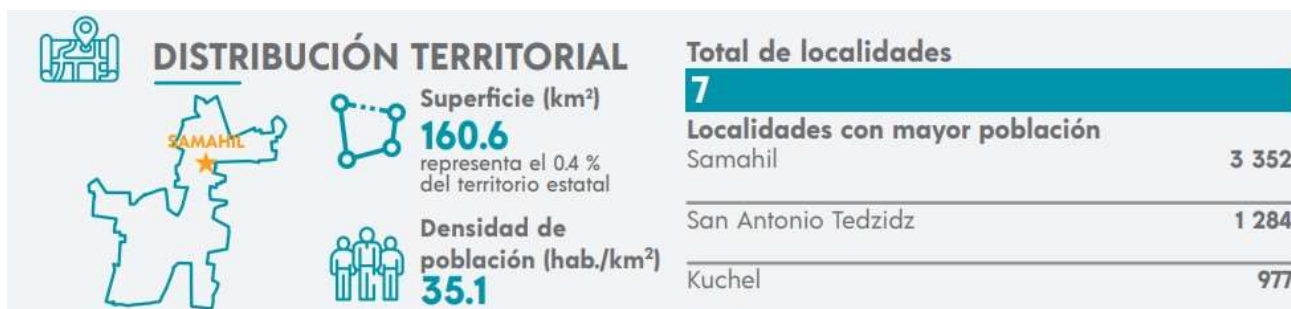 DISTRIBUCIÓN TERRITORIAL
SAMAHIL
Superficie (km²)
160.6
representa el 0.4 %
del territorio estatal
Densidad de
población (hab./km²)
35.1
Total de localidades
7
Localidades con mayor población
Samahil 3 352
San Antonio Tedzidz 1 284
Kuchel 977